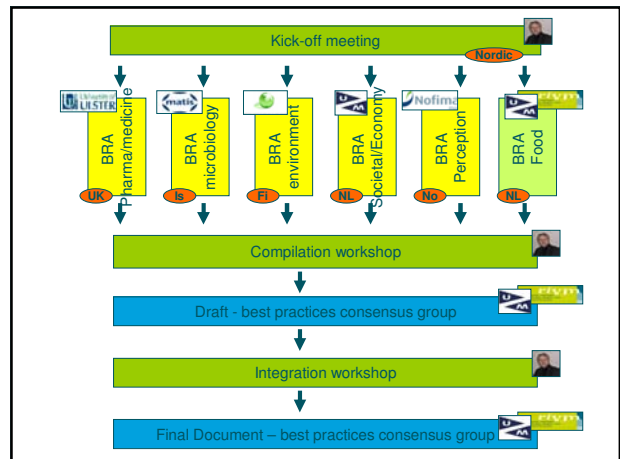 Kick-off meeting
Nordic
UNIVERSITY of
ULSTER
matis
Nofima
BRA
Pharma/medicine
BRA
microbiology
BRA
environment
BRA
Societal/Economy
BRA
Perception
BRA
Food
UK
Is
Fi
NL
No
NL
Compilation workshop
Draft - best practices consensus group
Integration workshop
Final Document – best practices consensus group